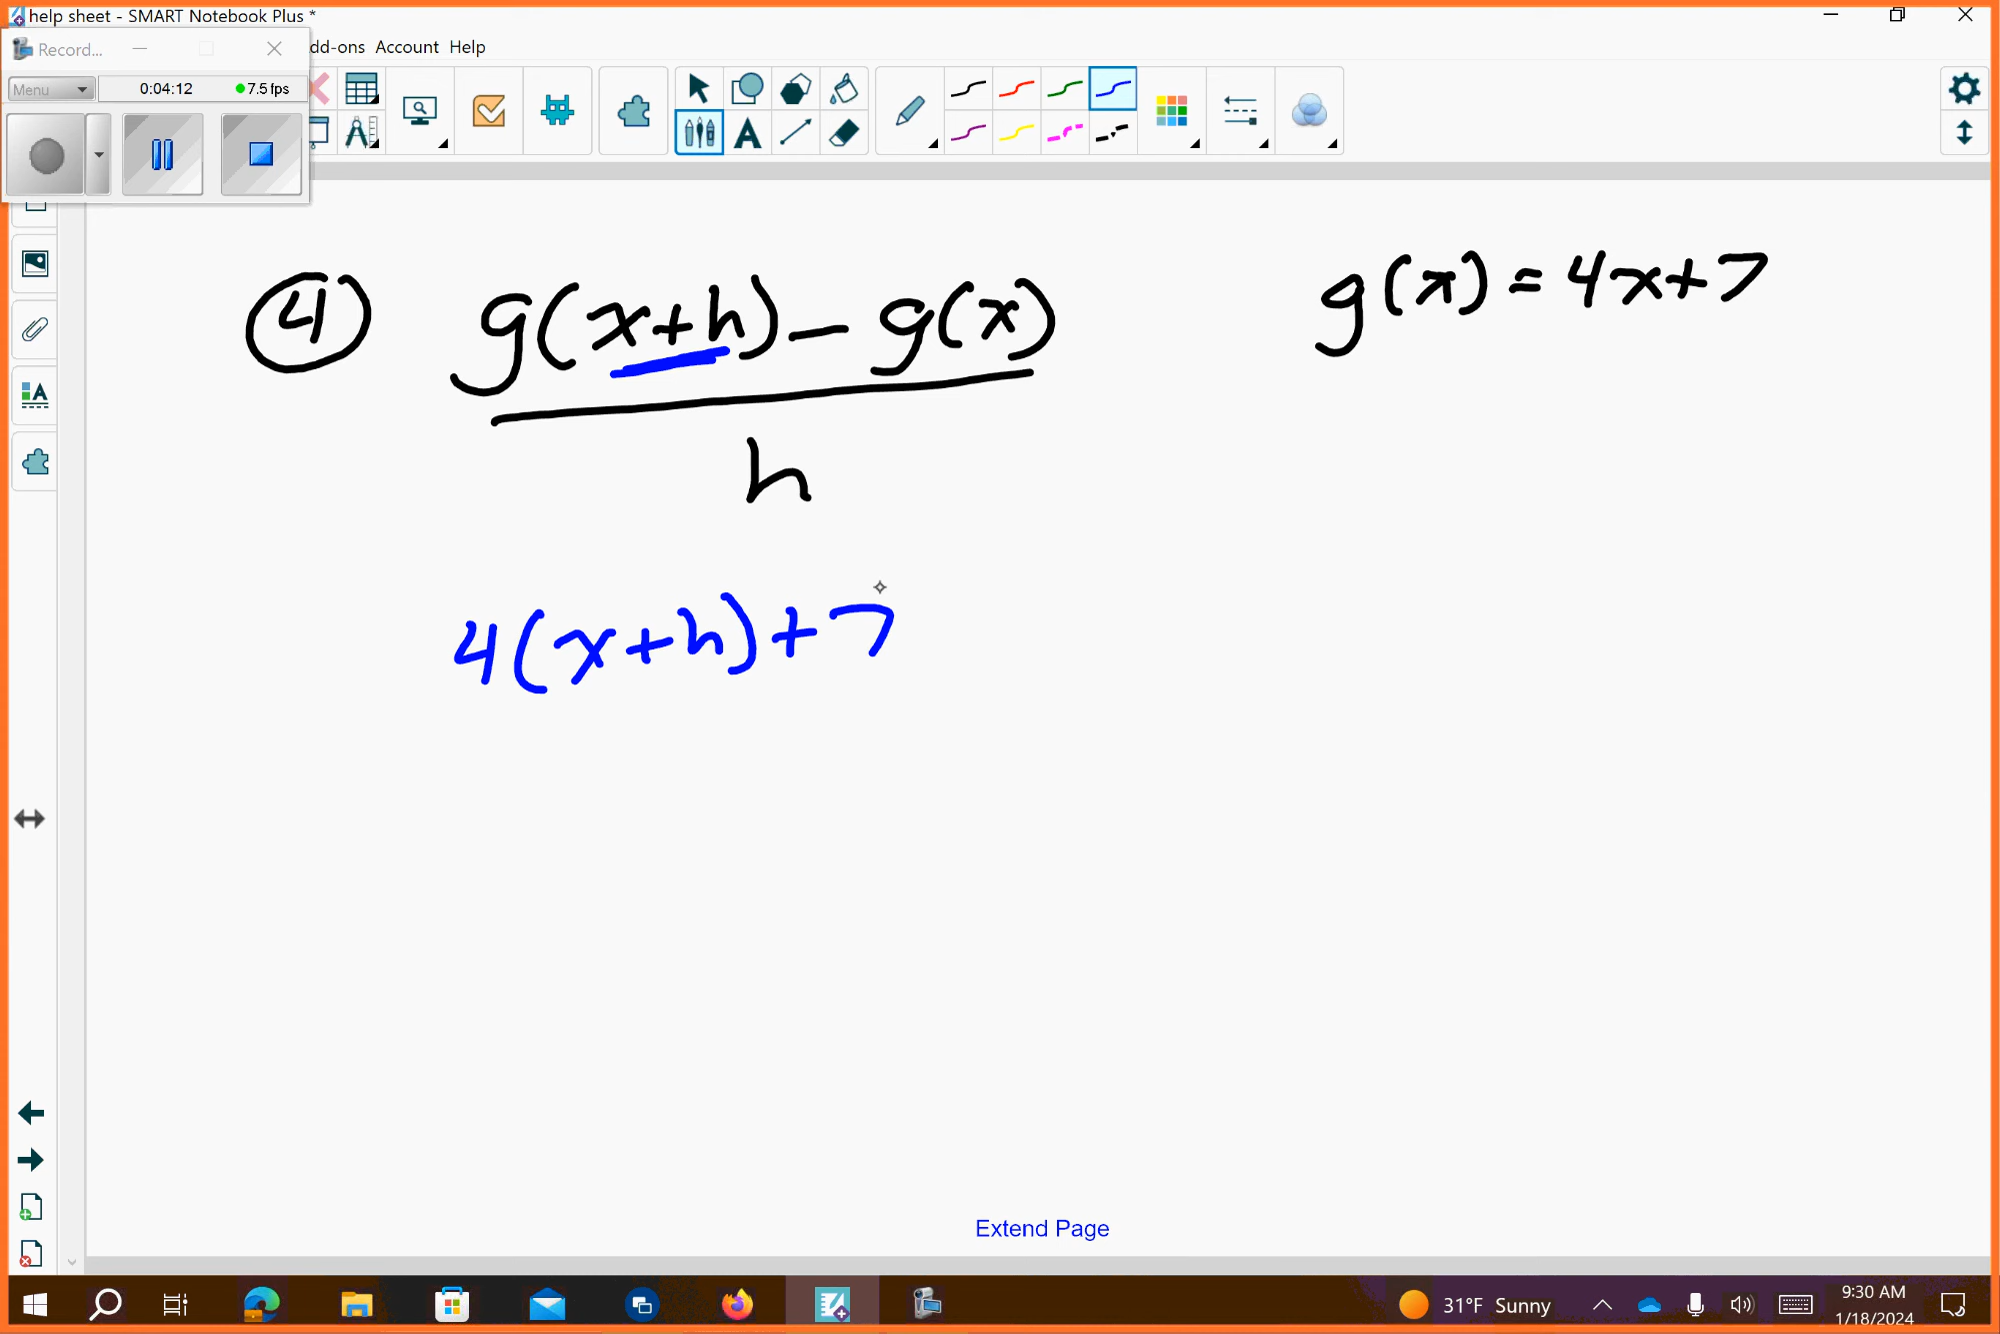 help sheet - SMART Notebook Plus *
Record...
dd-ons Account Help
Menu 0:04:12 7.5 fps
④ g(x+h) - g(x)
h
g(x) = 4x+7
4(x+h)+7
Extend Page
31°F Sunny
9:30 AM
1/18/2024